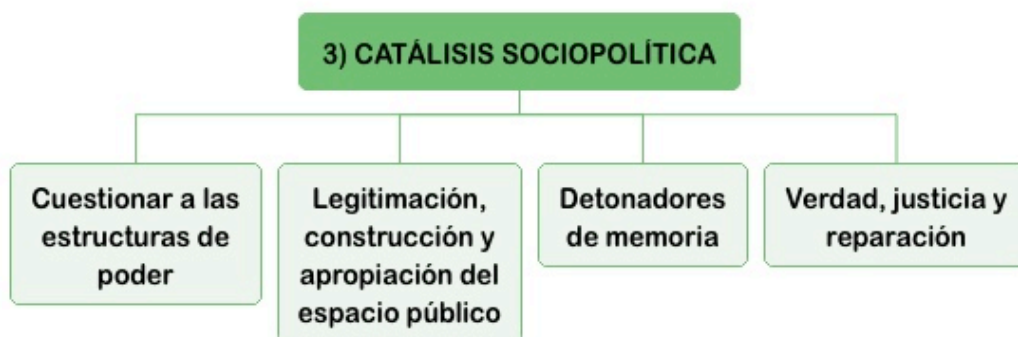 3) CATÁLISIS SOCIOPOLÍTICA
Cuestionar a las
estructuras de
poder
Legitimación,
construcción y
apropiación del
espacio público
Detonadores
de memoria
Verdad, justicia y
reparación